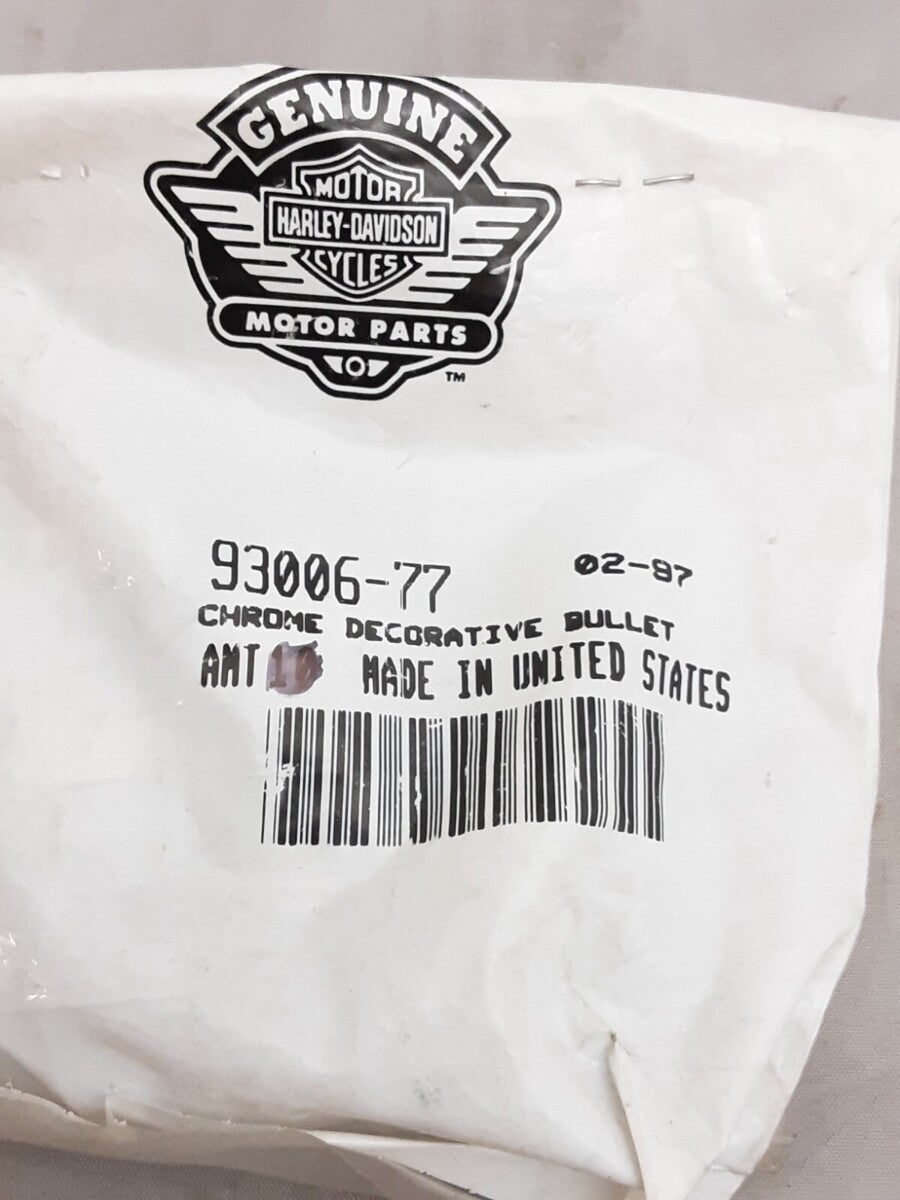 GENUINE
MOTOR
HARLEY-DAVIDSON
CYCLES
MOTOR PARTS
TM
93006-77 02-97
CHROME DECORATIVE BULLET
AMT 10 MADE IN UNITED STATES